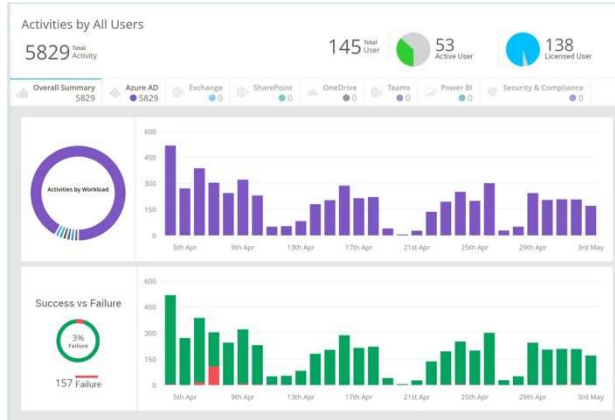 Activities by All Users
5829 Total Activity
145 Total User
53 Active User
138 Licensed User
Overall Summary 5829
Azure AD 5829
Exchange 0
SharePoint 0
OneDrive 0
Teams 0
Power BI 0
Security & Compliance 0
Activities by Workload
600
450
300
150
0
5th Apr 9th Apr 13th Apr 17th Apr 21st Apr 25th Apr 29th Apr 3rd May
Success vs Failure
3%
Failure
157 Failure
600
450
300
150
0
5th Apr 9th Apr 13th Apr 17th Apr 21st Apr 25th Apr 29th Apr 3rd May